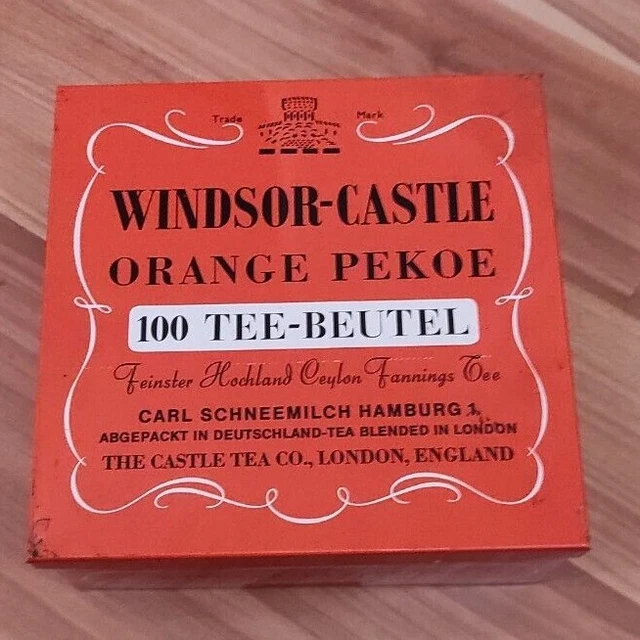 Trade Mark
WINDSOR-CASTLE
ORANGE PEKOE
100 TEE-BEUTEL
Feinster Hochland Ceylon Fannings Tee
CARL SCHNEEMILCH HAMBURG 1,
ABGEPACKT IN DEUTSCHLAND-TEA BLENDED IN LONDON
THE CASTLE TEA CO., LONDON, ENGLAND